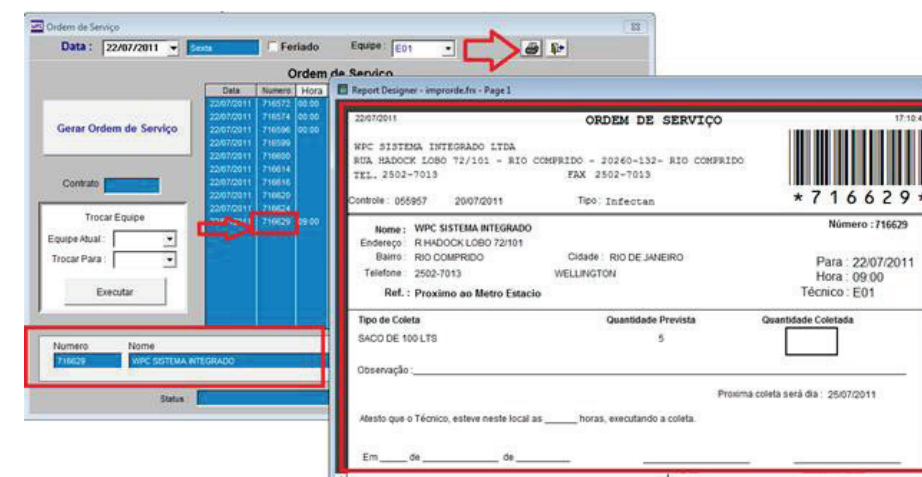 Ordem de Serviço
Data : 22/07/2011 Sexta Feriado Equipe : E01
Ordem de Serviço
Data Numero Hora
22/07/2011 716572 00:00
22/07/2011 716574 00:00
22/07/2011 716596 00:00
22/07/2011 716599
22/07/2011 716600
22/07/2011 716614
22/07/2011 716616
22/07/2011 716620
22/07/2011 716624
22/07/2011 716629 09:00
Gerar Ordem de Serviço
Contrato
Trocar Equipe
Equipe Atual :
Trocar Para :
Executar
Numero Nome
716629 WPC SISTEMA INTEGRADO
Status :
Report Designer - improrde.frx - Page 1
22/07/2011 ORDEM DE SERVIÇO 17:10:4
WPC SISTEMA INTEGRADO LTDA
RUA HADOCK LOBO 72/101 - RIO COMPRIDO - 20260-132- RIO COMPRIDO
TEL. 2502-7013 FAX 2502-7013
*716629*
Controle : 055957 20/07/2011 Tipo : Infectan
Número : 716629
Nome : WPC SISTEMA INTEGRADO
Endereço : R.HADOCK LOBO 72/101
Bairro : RIO COMPRIDO Cidade : RIO DE JANEIRO
Telefone : 2502-7013 WELLINGTON
Ref. : Proximo ao Metro Estacio
Para : 22/07/2011
Hora : 09:00
Técnico : E01
Tipo de Coleta Quantidade Prevista Quantidade Coletada
SACO DE 100 LTS 5
Observação :
Proxima coleta será dia : 25/07/2011
Atesto que o Técnico, esteve neste local as ______ horas, executando a coleta.
Em _____ de ______________ de __________